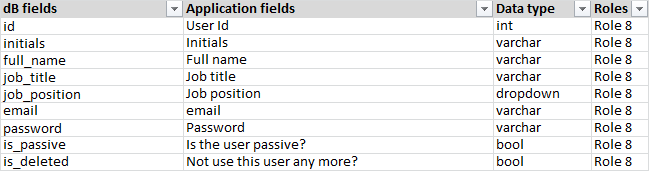 dB fields Application fields Data type Roles
id User Id int Role 8
initials Initials varchar Role 8
full_name Full name varchar Role 8
job_title Job title varchar Role 8
job_position Job position dropdown Role 8
email email varchar Role 8
password Password varchar Role 8
is_passive Is the user passive? bool Role 8
is_deleted Not use this user any more? bool Role 8